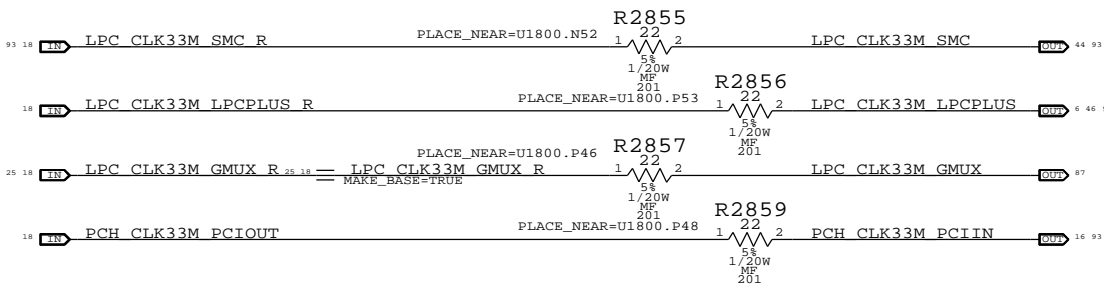 R2855
93 18 IN LPC_CLK33M_SMC_R PLACE_NEAR=U1800.N52 1 22 2 LPC_CLK33M_SMC OUT 44 93
5%
1/20W
MF
201
R2856
18 IN LPC_CLK33M_LPCPLUS_R PLACE_NEAR=U1800.P53 1 22 2 LPC_CLK33M_LPCPLUS OUT 6 46
5%
1/20W
MF
201
R2857
25 18 IN LPC_CLK33M_GMUX_R 25 18 LPC_CLK33M_GMUX_R PLACE_NEAR=U1800.P46 1 22 2 LPC_CLK33M_GMUX OUT 87
MAKE_BASE=TRUE
5%
1/20W
MF
201
R2859
18 IN PCH_CLK33M_PCIOUT PLACE_NEAR=U1800.P48 1 22 2 PCH_CLK33M_PCIIN OUT 16 93
5%
1/20W
MF
201